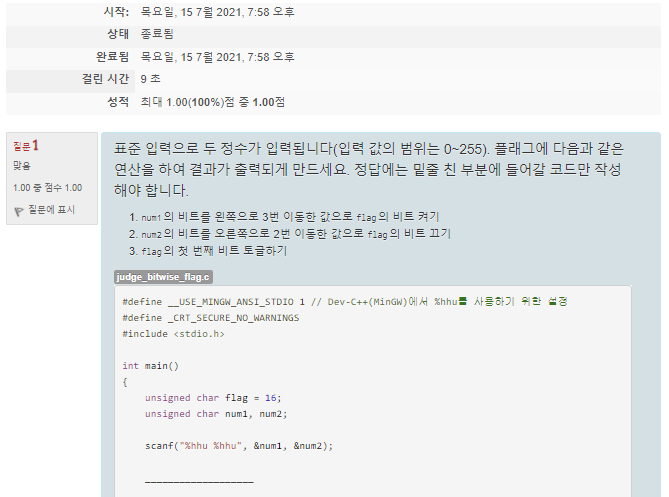 시작: 목요일, 15 7월 2021, 7:58 오후
상태 종료됨
완료됨 목요일, 15 7월 2021, 7:58 오후
걸린 시간 9 초
성적 최대 1.00(100%)점 중 1.00점
질문 1
맞음
1.00 중 점수 1.00
질문에 표시
표준 입력으로 두 정수가 입력됩니다(입력 값의 범위는 0~255). 플래그에 다음과 같은
연산을 하여 결과가 출력되게 만드세요. 정답에는 밑줄 친 부분에 들어갈 코드만 작성
해야 합니다.
1. num1의 비트를 왼쪽으로 3번 이동한 값으로 flag의 비트 켜기
2. num2의 비트를 오른쪽으로 2번 이동한 값으로 flag의 비트 끄기
3. flag의 첫 번째 비트 토글하기
judge_bitwise_flag.c
#define __USE_MINGW_ANSI_STDIO 1 // Dev-C++(MinGW)에서 %hhu를 사용하기 위한 설정
#define _CRT_SECURE_NO_WARNINGS
#include <stdio.h>
int main()
{
unsigned char flag = 16;
unsigned char num1, num2;
scanf("%hhu %hhu", &num1, &num2);
___________________